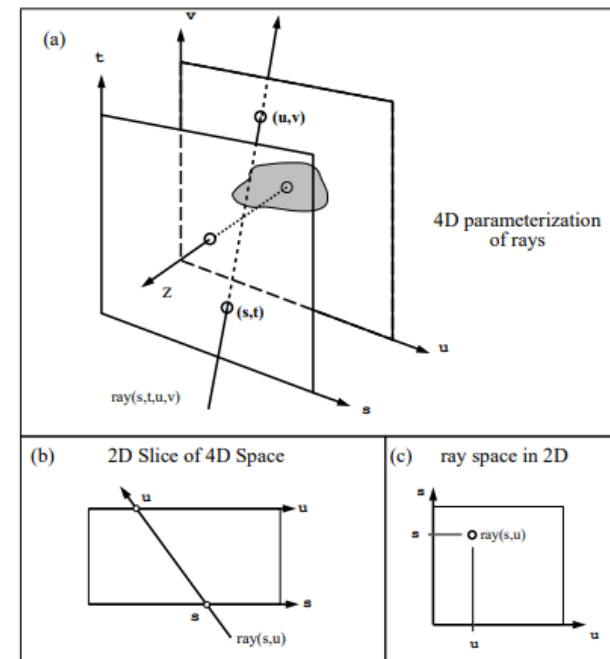 (a)
v
t
(u,v)
4D parameterization
of rays
z
(s,t)
u
ray(s,t,u,v)
s
(b) 2D Slice of 4D Space
u
u
s
s
ray(s,u)
(c) ray space in 2D
s
s
ray(s,u)
u
u